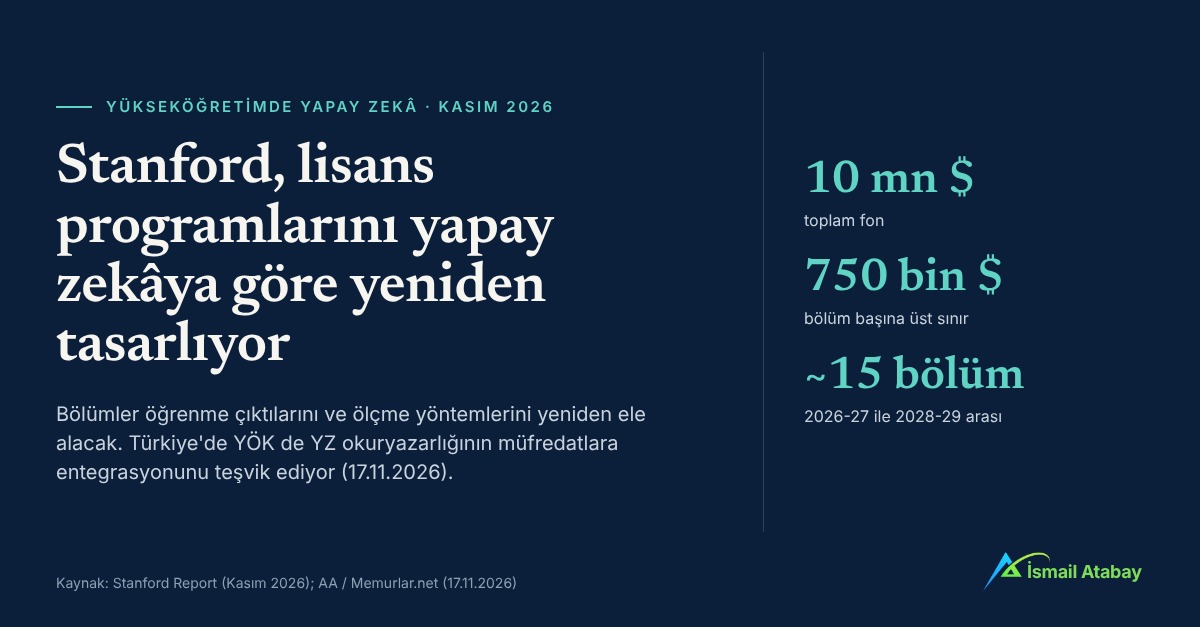 YÜKSEKÖĞRETİMDE YAPAY ZEKÂ · KASIM 2026
Stanford, lisans
programlarını yapay
zekâya göre yeniden
tasarlıyor
Bölümler öğrenme çıktılarını ve ölçme yöntemlerini yeniden ele
alacak. Türkiye'de YÖK de YZ okuryazarlığının müfredatlara
entegrasyonunu teşvik ediyor (17.11.2026).
10 mn $
toplam fon
750 bin $
bölüm başına üst sınır
~15 bölüm
2026-27 ile 2028-29 arası
Kaynak: Stanford Report (Kasım 2026); AA / Memurlar.net (17.11.2026)
İsmail Atabay